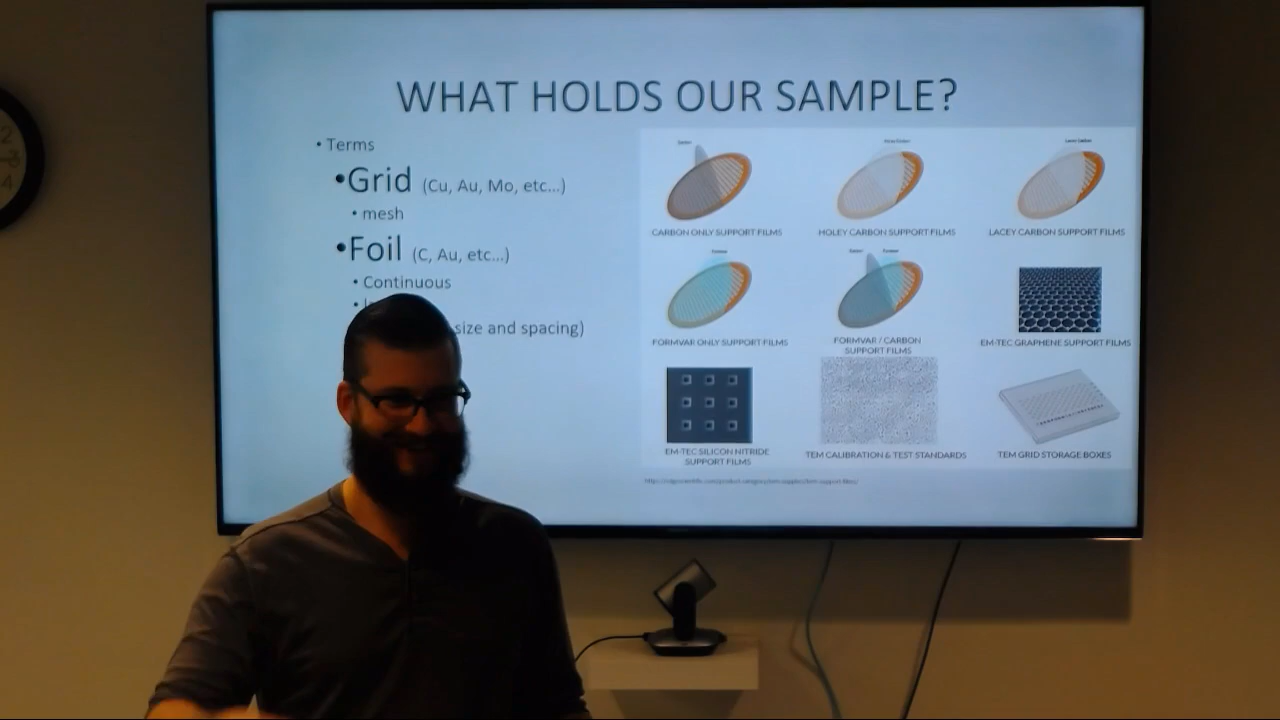 WHAT HOLDS OUR SAMPLE?
• Terms
•Grid (Cu, Au, Mo, etc...)
• mesh
•Foil (C, Au, etc...)
• Continuous
size and spacing)
CARBON ONLY SUPPORT FILMS
HOLEY CARBON SUPPORT FILMS
LACEY CARBON SUPPORT FILMS
FORMVAR ONLY SUPPORT FILMS
FORMVAR / CARBON
SUPPORT FILMS
EM-TEC GRAPHENE SUPPORT FILMS
EM-TEC SILICON NITRIDE
SUPPORT FILMS
TEM CALIBRATION & TEST STANDARDS
TEM GRID STORAGE BOXES
2
3
4